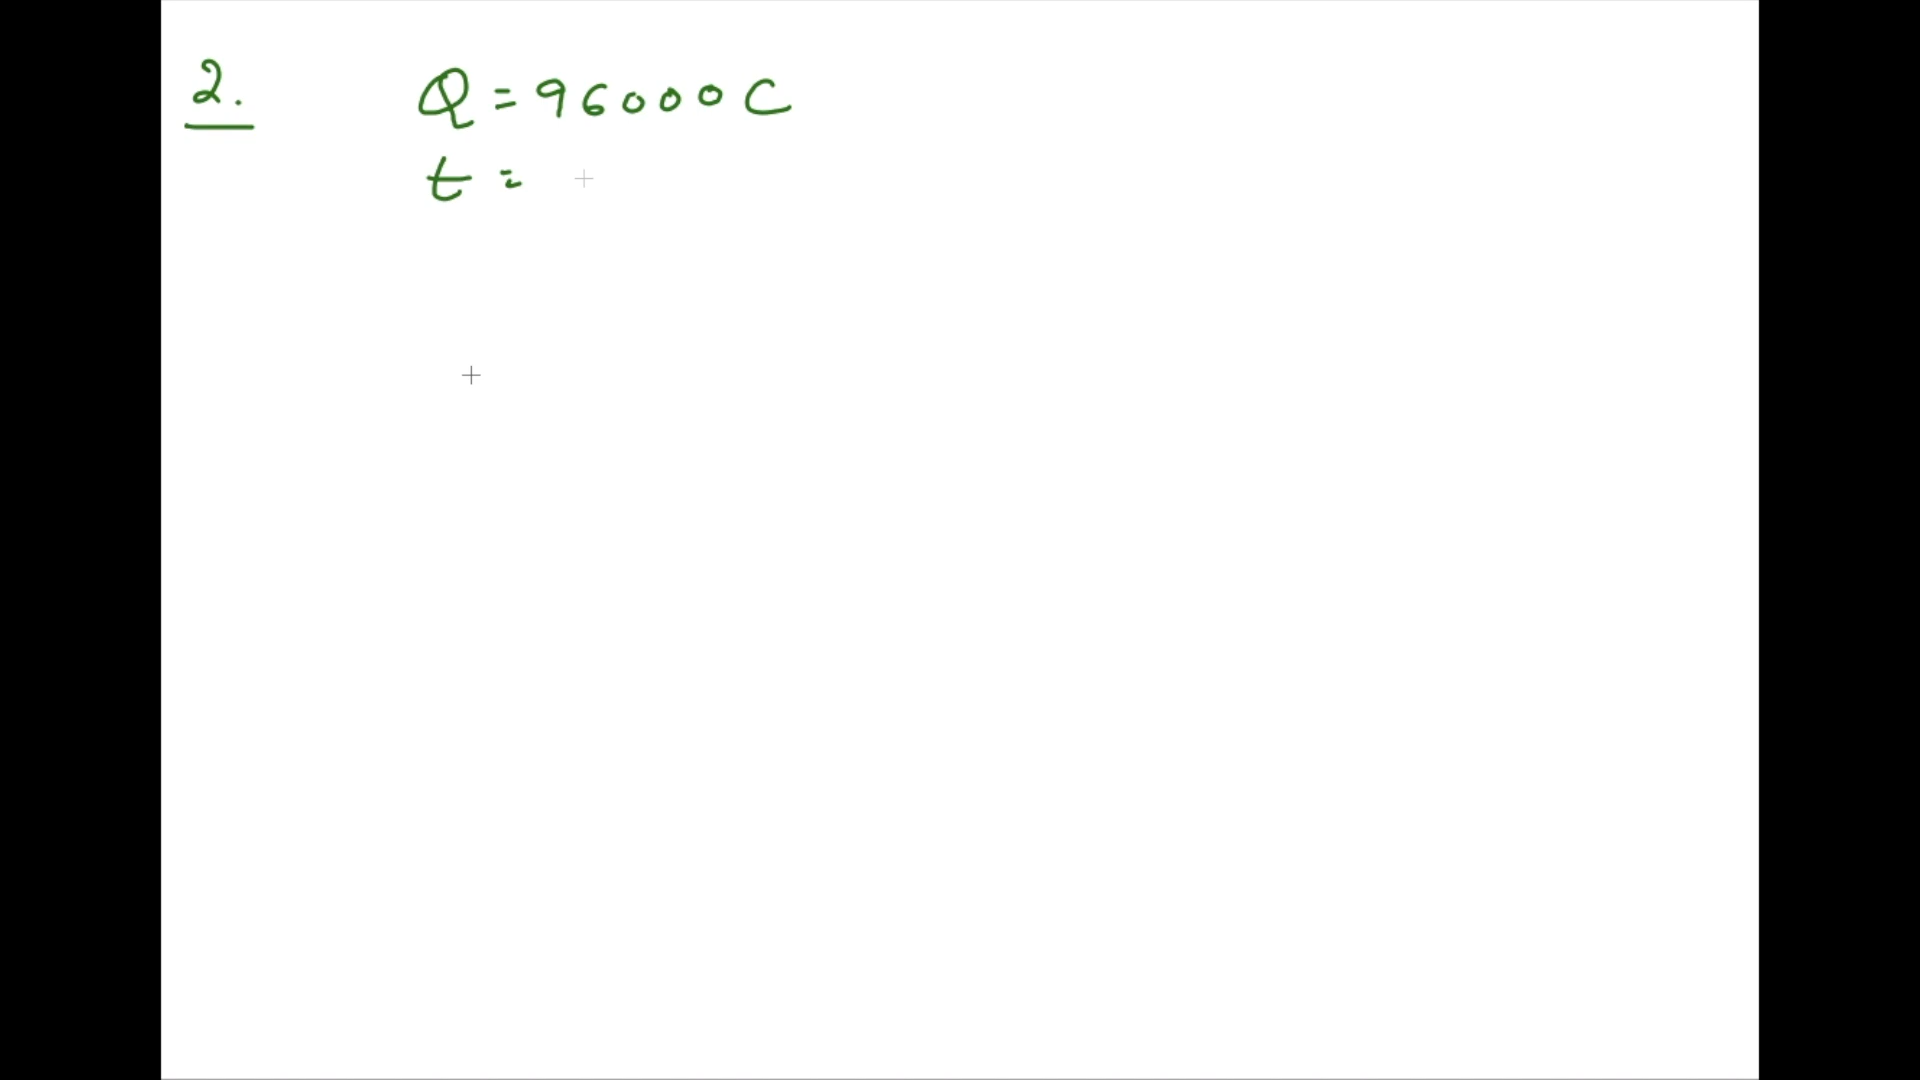 2. Q = 96000 C
t =